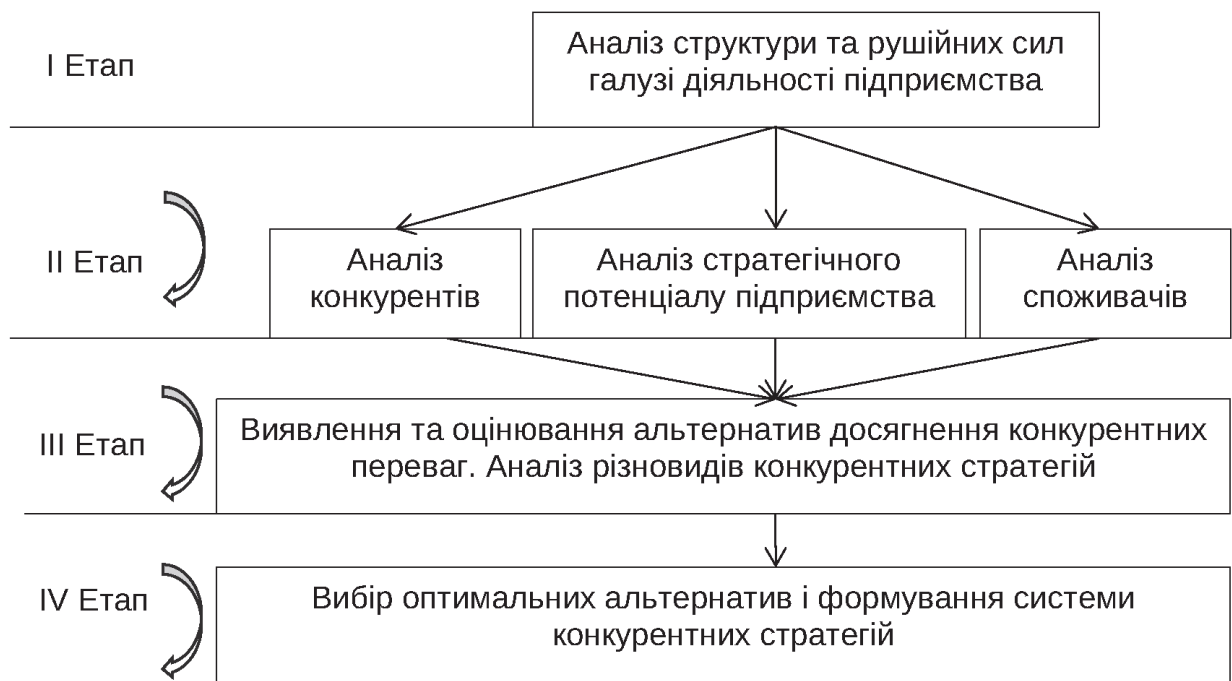 I Етап
Аналіз структури та рушійних сил
галузі діяльності підприємства
II Етап
Аналіз
конкурентів
Аналіз стратегічного
потенціалу підприємства
Аналіз
споживачів
III Етап
Виявлення та оцінювання альтернатив досягнення конкурентних
переваг. Аналіз різновидів конкурентних стратегій
IV Етап
Вибір оптимальних альтернатив і формування системи
конкурентних стратегій